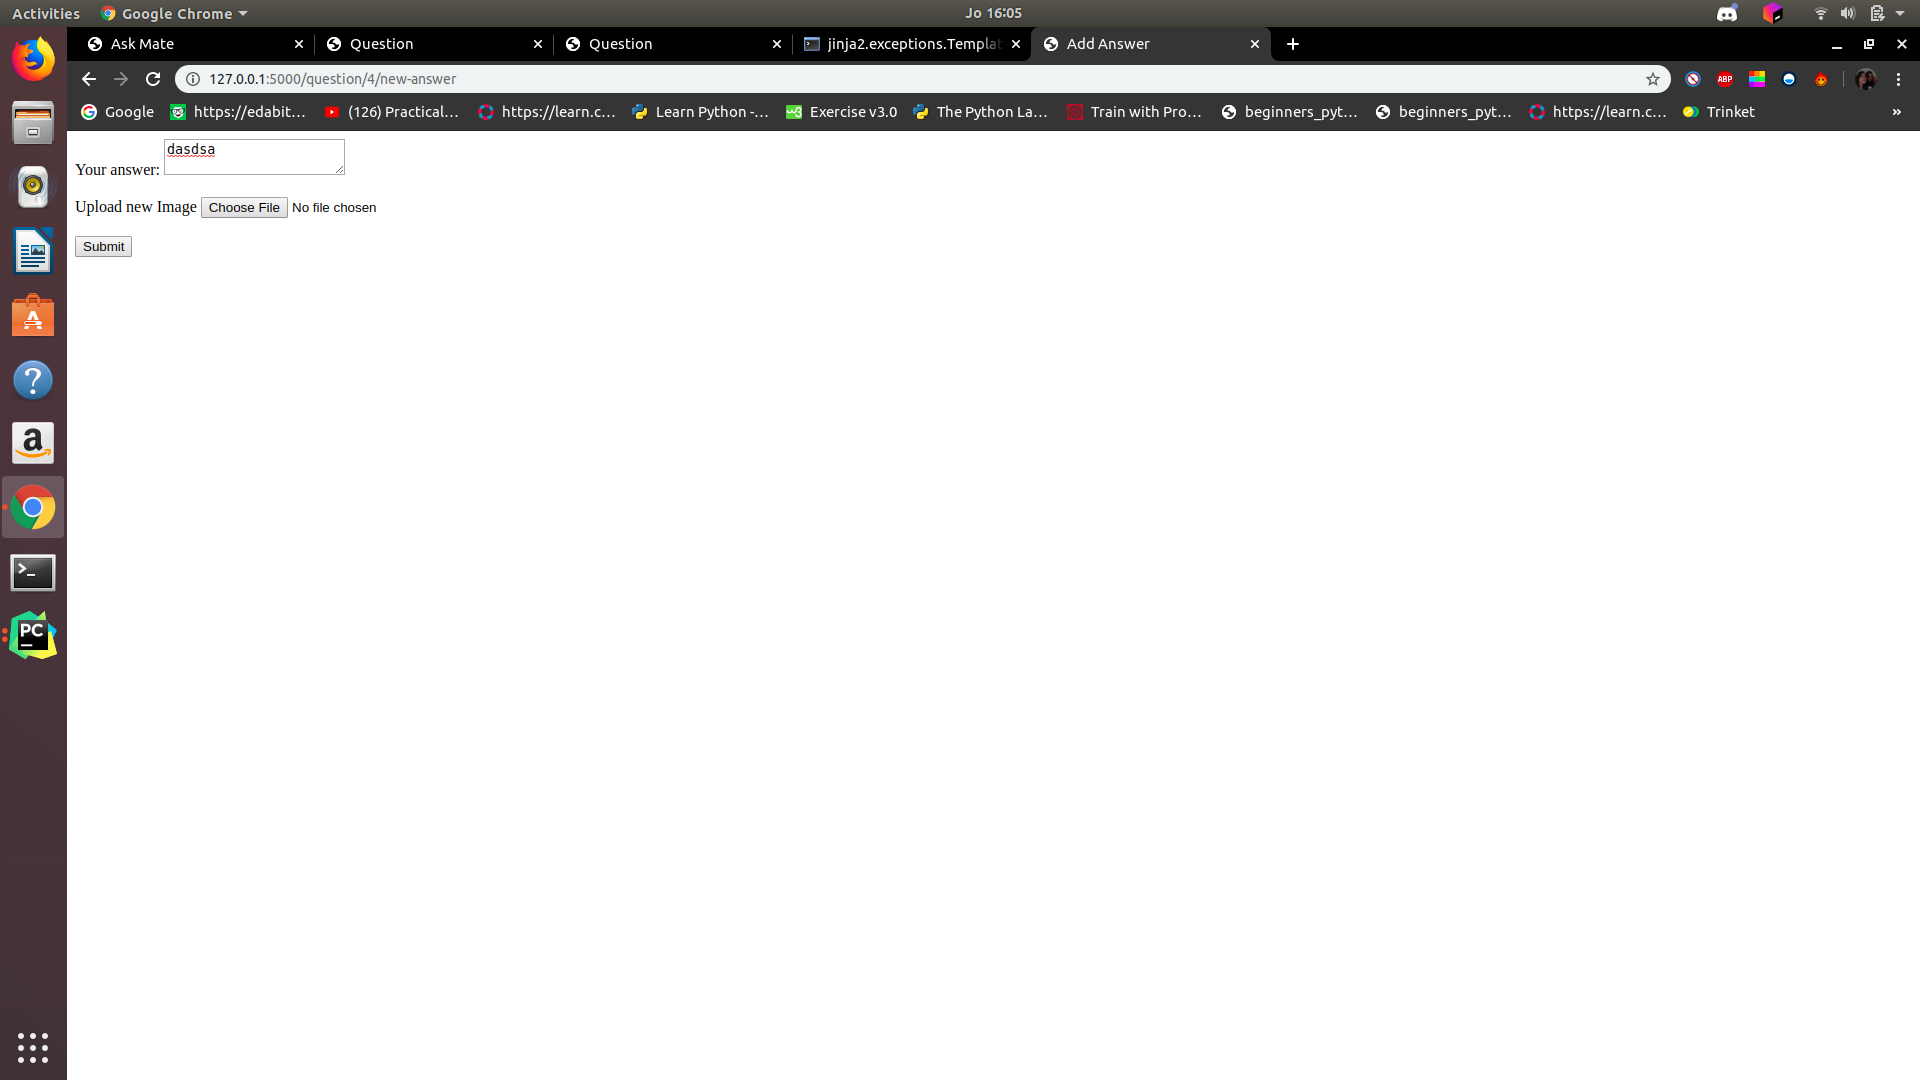 Activities Google Chrome Jo 16:05
Ask Mate Question Question jinja2.exceptions.Templat Add Answer
127.0.0.1:5000/question/4/new-answer ABP
Google https://edabit... (126) Practical... https://learn.c... Learn Python -... w3 Exercise v3.0 The Python La... Train with Pro... beginners_pyt... beginners_pyt... https://learn.c... Trinket »
dasdsa
Your answer:
Upload new Image Choose File No file chosen
Submit
PC